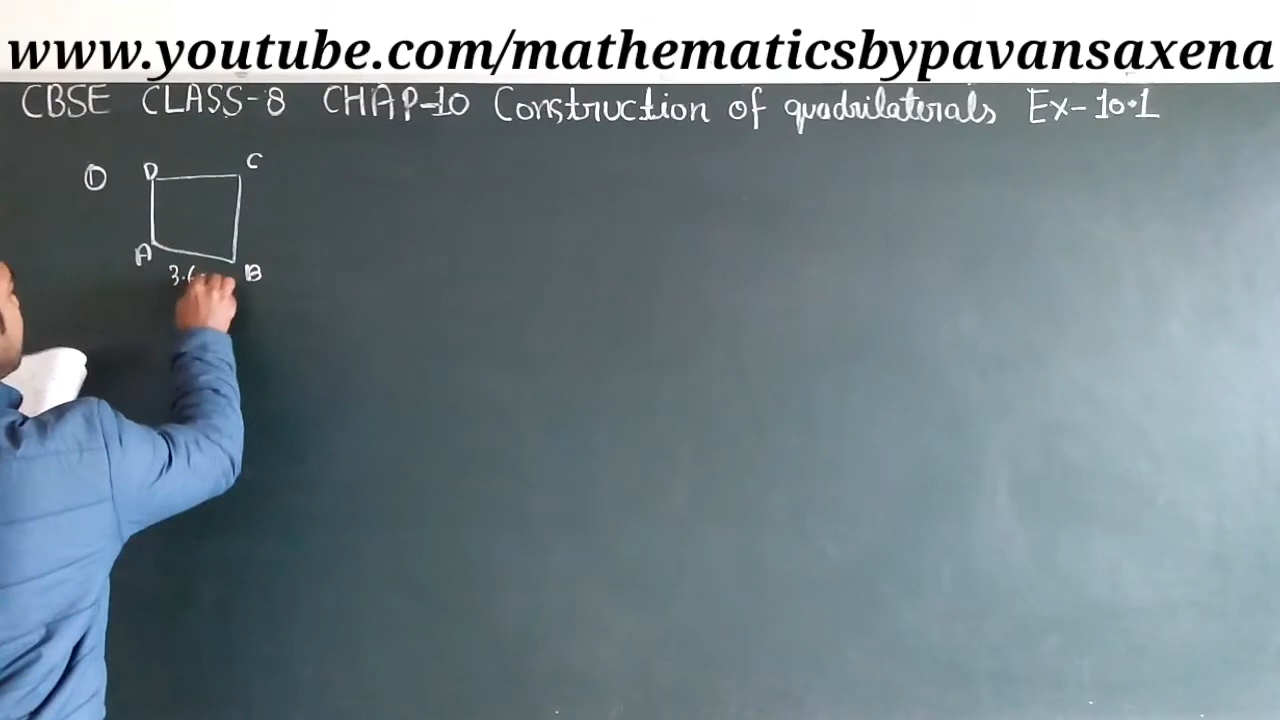 www.youtube.com/mathematicsbypavansaxena
CBSE CLASS-8 CHAP-10 Construction of quadrilaterals Ex-10.1
① D C
A B